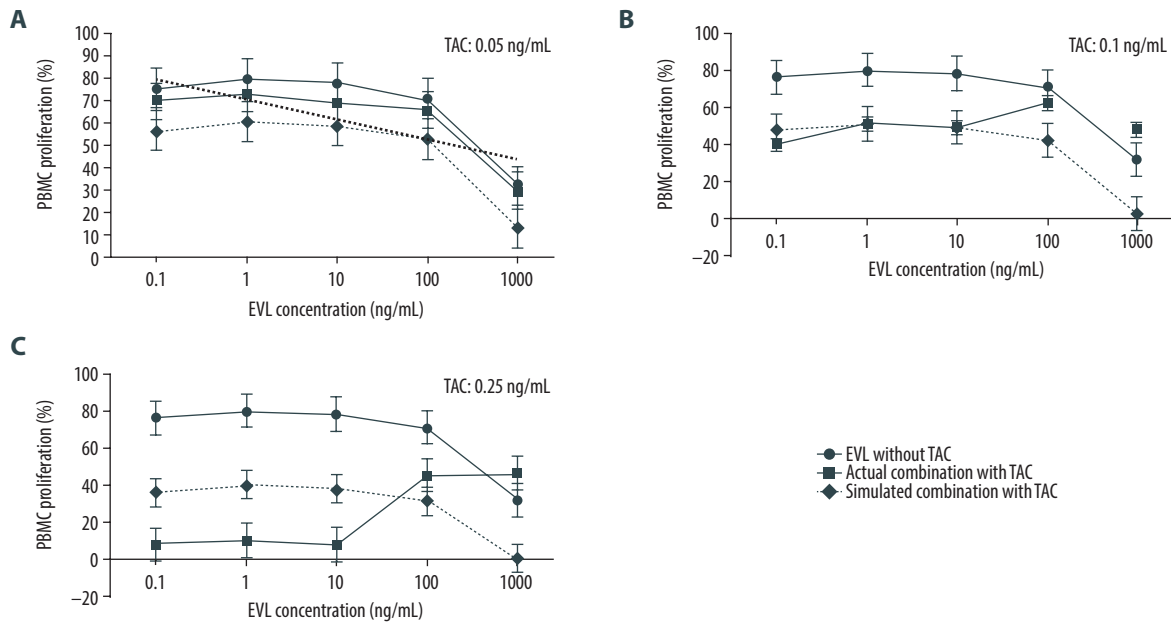 A
TAC: 0.05 ng/mL
PBMC proliferation (%)
100
90
80
70
60
50
40
30
20
10
0
0.1 1 10 100 1000
EVL concentration (ng/mL)
B
TAC: 0.1 ng/mL
PBMC proliferation (%)
100
80
60
40
20
0
−20
0.1 1 10 100 1000
EVL concentration (ng/mL)
C
TAC: 0.25 ng/mL
PBMC proliferation (%)
100
80
60
40
20
0
−20
0.1 1 10 100 1000
EVL concentration (ng/mL)
EVL without TAC
Actual combination with TAC
Simulated combination with TAC